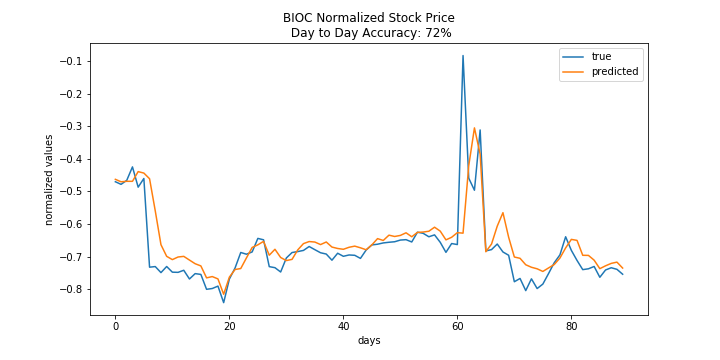 BIOC Normalized Stock Price
Day to Day Accuracy: 72%
true
predicted
−0.1
−0.2
−0.3
−0.4
−0.5
−0.6
−0.7
−0.8
normalized values
0
20
40
60
80
days